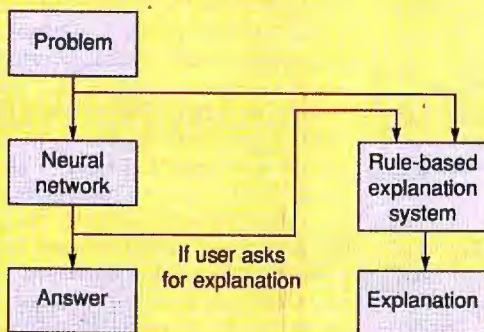 Problem
Neural
network
Rule-based
explanation
system
If user asks
for explanation
Answer
Explanation